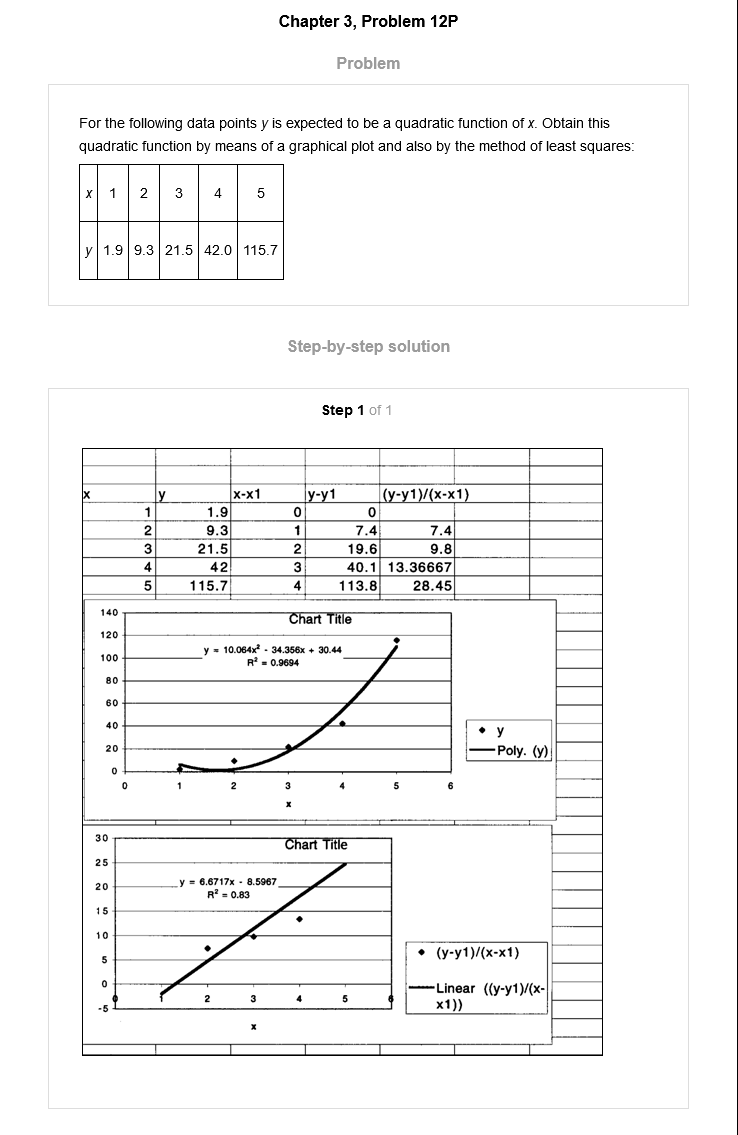 Chapter 3, Problem 12P
Problem
For the following data points y is expected to be a quadratic function of x. Obtain this
quadratic function by means of a graphical plot and also by the method of least squares:
x 1 2 3 4 5
y 1.9 9.3 21.5 42.0 115.7
Step-by-step solution
Step 1 of 1
x y x-x1 y-y1 (y-y1)/(x-x1)
1 1.9 0 0
2 9.3 1 7.4 7.4
3 21.5 2 19.6 9.8
4 42 3 40.1 13.36667
5 115.7 4 113.8 28.45
Chart Title
140
120
100
80
60
40
20
0
y = 10.064x² - 34.356x + 30.44
R² = 0.9694
0 1 2 3 4 5 6
x
y
Poly. (y)
Chart Title
30
25
20
15
10
5
0
-5
y = 6.6717x - 8.5967
R² = 0.83
0 1 2 3 4 5 6
x
(y-y1)/(x-x1)
Linear ((y-y1)/(x-
x1))